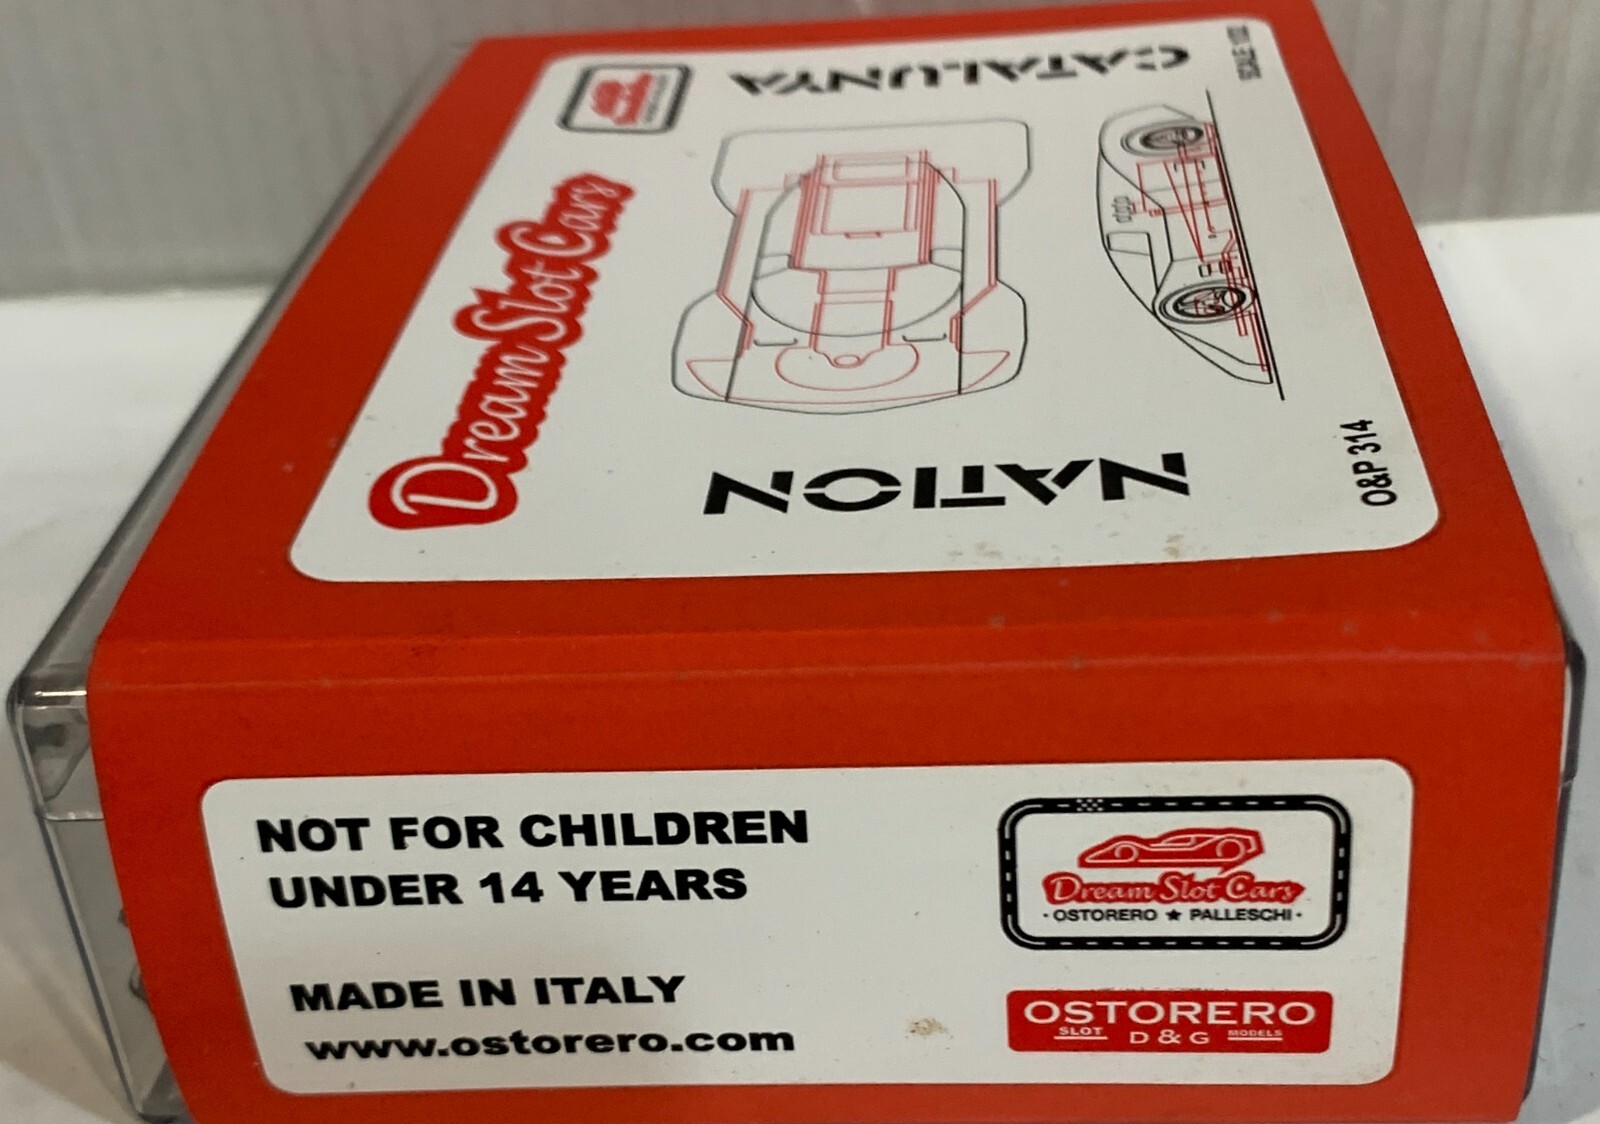 CATALUNYA
SCALE 1:32
Dream Slot Cars
NATION
O&P 314
NOT FOR CHILDREN
UNDER 14 YEARS
MADE IN ITALY
www.ostorero.com
Dream Slot Cars
· OSTORERO ★ PALLESCHI ·
OSTORERO
SLOT D & G MODELS